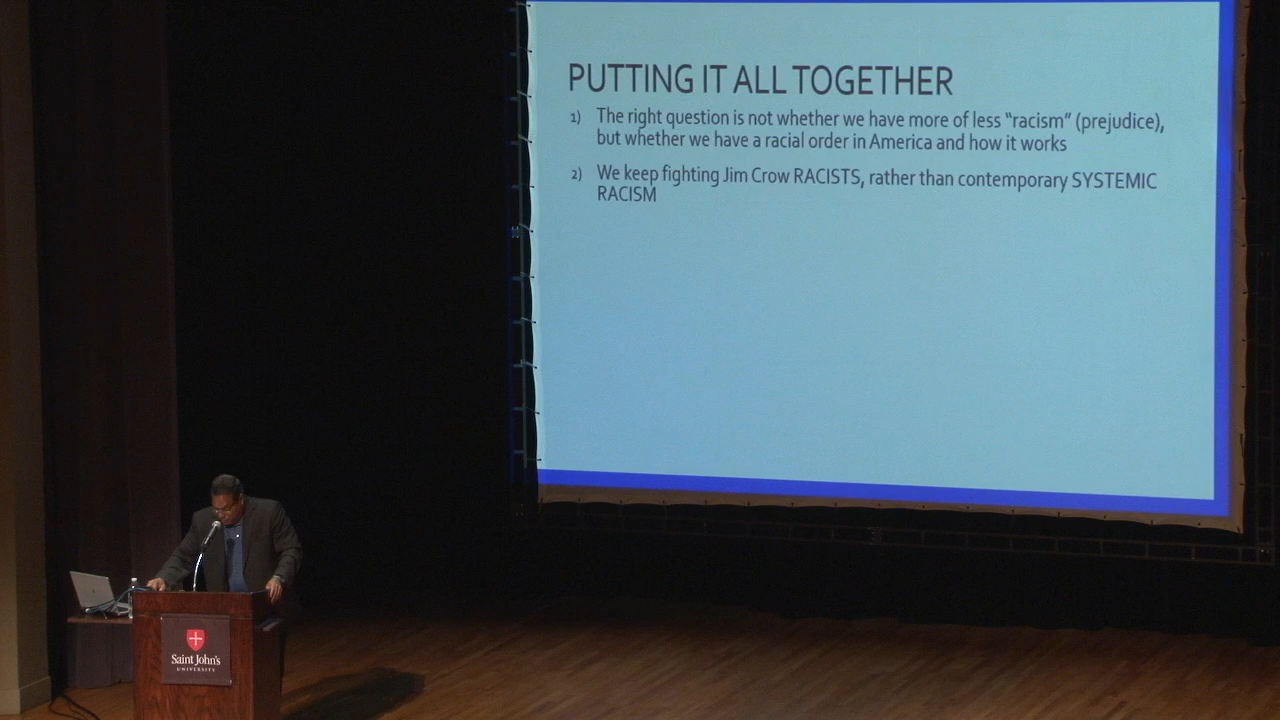 PUTTING IT ALL TOGETHER
1) The right question is not whether we have more of less “racism” (prejudice),
but whether we have a racial order in America and how it works
2) We keep fighting Jim Crow RACISTS, rather than contemporary SYSTEMIC
RACISM
Saint John's
UNIVERSITY